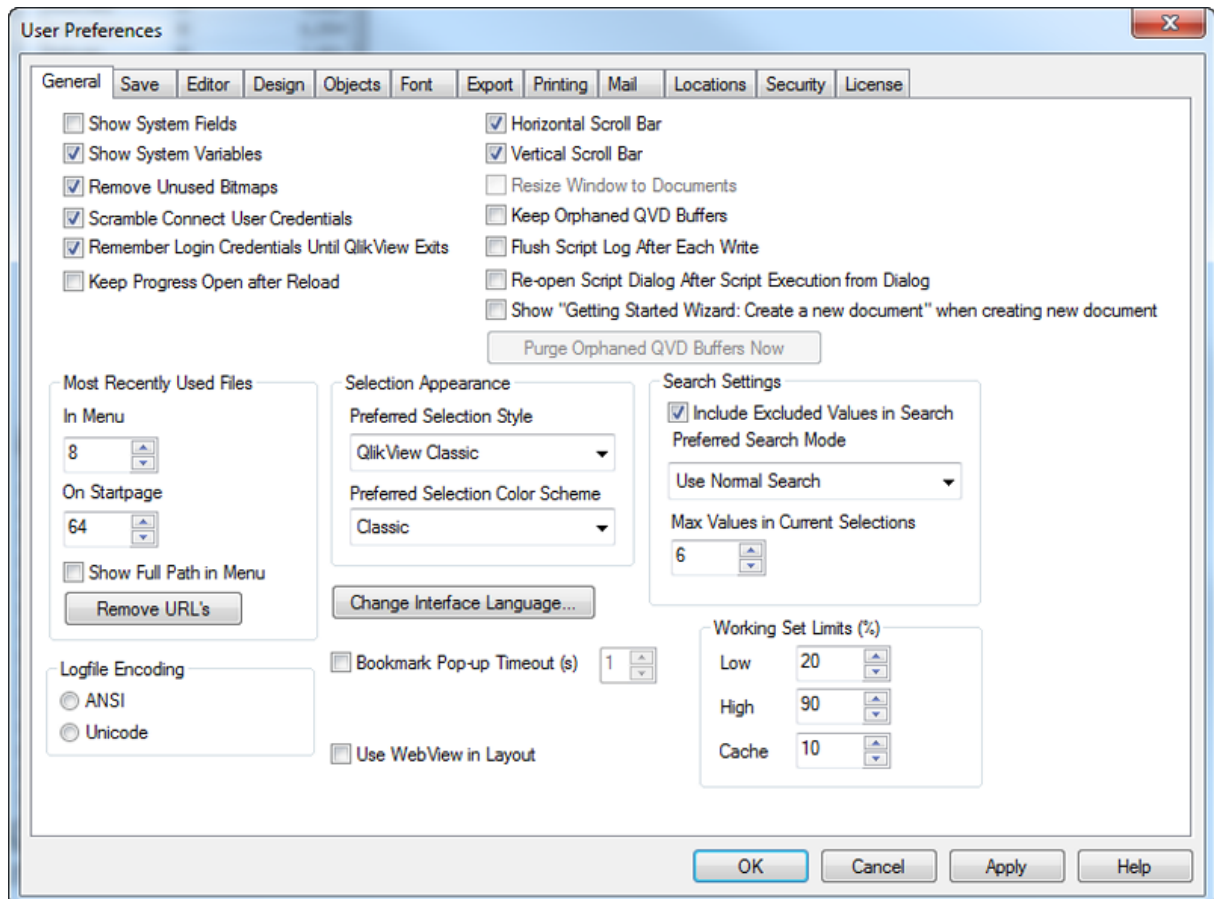 User Preferences
General Save Editor Design Objects Font Export Printing Mail Locations Security License
Show System Fields
Show System Variables
Remove Unused Bitmaps
Scramble Connect User Credentials
Remember Login Credentials Until QlikView Exits
Keep Progress Open after Reload
Horizontal Scroll Bar
Vertical Scroll Bar
Resize Window to Documents
Keep Orphaned QVD Buffers
Flush Script Log After Each Write
Re-open Script Dialog After Script Execution from Dialog
Show "Getting Started Wizard: Create a new document" when creating new document
Purge Orphaned QVD Buffers Now
Most Recently Used Files
In Menu
8
On Startpage
64
Show Full Path in Menu
Remove URL's
Logfile Encoding
ANSI
Unicode
Selection Appearance
Preferred Selection Style
QlikView Classic
Preferred Selection Color Scheme
Classic
Change Interface Language...
Bookmark Pop-up Timeout (s) 1
Use WebView in Layout
Search Settings
Include Excluded Values in Search
Preferred Search Mode
Use Normal Search
Max Values in Current Selections
6
Working Set Limits (%)
Low 20
High 90
Cache 10
OK Cancel Apply Help